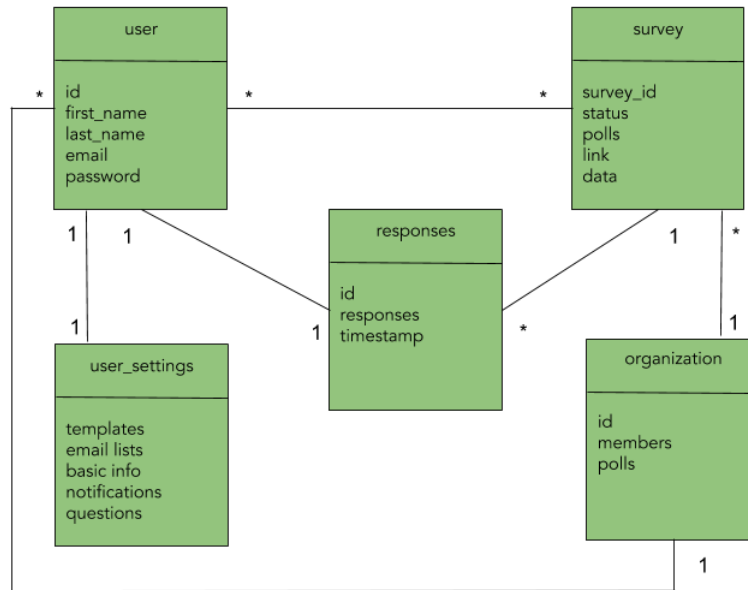 user
id
first_name
last_name
email
password
survey
survey_id
status
polls
link
data
*
*
*
1
1
1
*
responses
id
responses
timestamp
1
1
*
1
user_settings
templates
email lists
basic info
notifications
questions
organization
id
members
polls
1